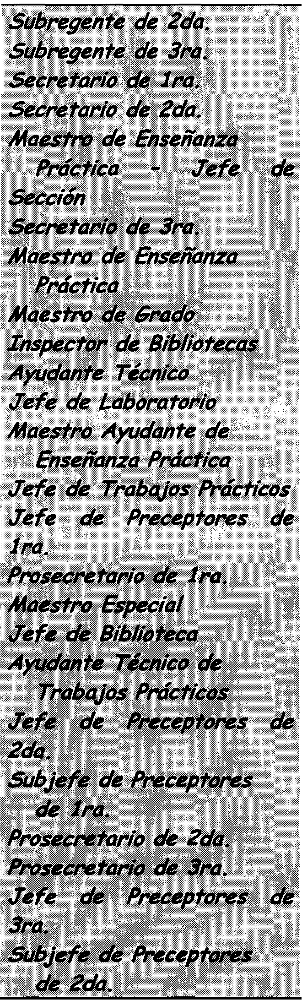 Subregente de 2da.
Subregente de 3ra.
Secretario de 1ra.
Secretario de 2da.
Maestro de Enseñanza
Práctica - Jefe de
Sección
Secretario de 3ra.
Maestro de Enseñanza
Práctica
Maestro de Grado
Inspector de Bibliotecas
Ayudante Técnico
Jefe de Laboratorio
Maestro Ayudante de
Enseñanza Práctica
Jefe de Trabajos Prácticos
Jefe de Preceptores de
1ra.
Prosecretario de 1ra.
Maestro Especial
Jefe de Biblioteca
Ayudante Técnico de
Trabajos Prácticos
Jefe de Preceptores de
2da.
Subjefe de Preceptores
de 1ra.
Prosecretario de 2da.
Prosecretario de 3ra.
Jefe de Preceptores de
3ra.
Subjefe de Preceptores
de 2da.